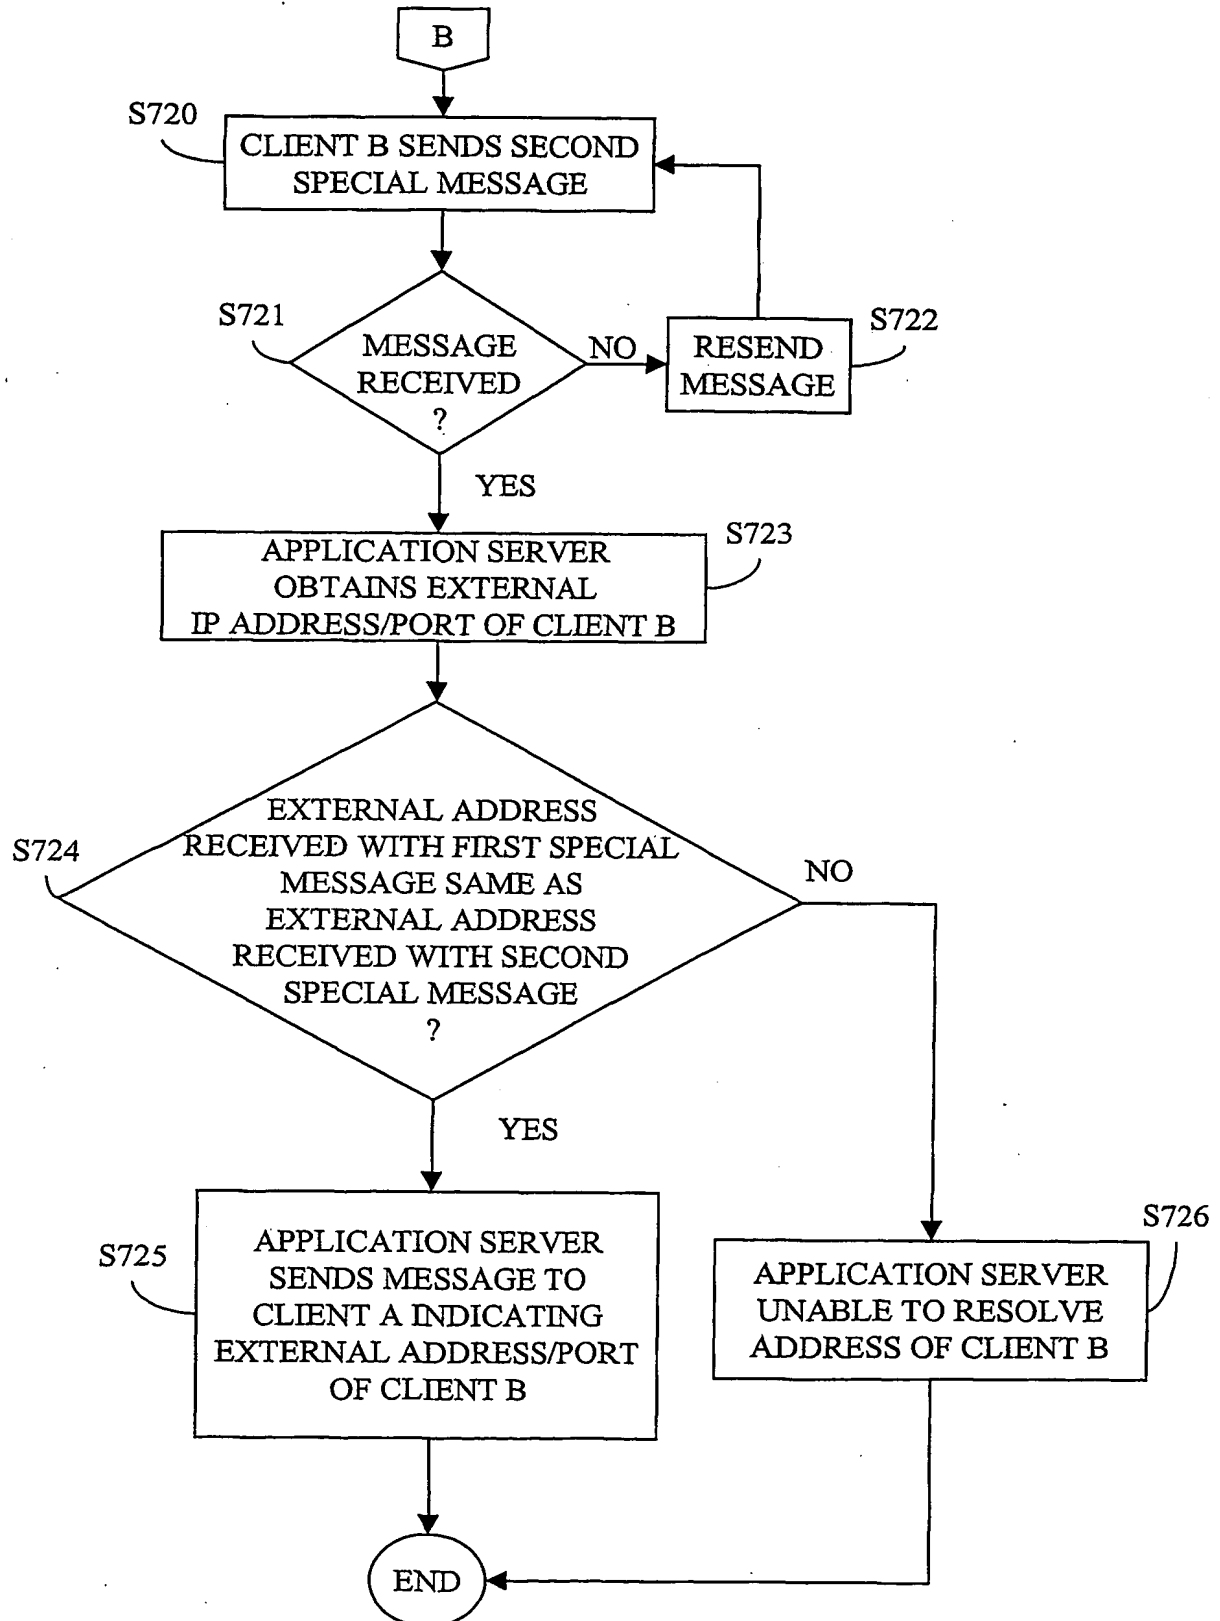 B
S720
CLIENT B SENDS SECOND
SPECIAL MESSAGE
S721
MESSAGE
RECEIVED
?
NO
RESEND
MESSAGE
S722
YES
S723
APPLICATION SERVER
OBTAINS EXTERNAL
IP ADDRESS/PORT OF CLIENT B
S724
EXTERNAL ADDRESS
RECEIVED WITH FIRST SPECIAL
MESSAGE SAME AS
EXTERNAL ADDRESS
RECEIVED WITH SECOND
SPECIAL MESSAGE
?
NO
YES
S725
APPLICATION SERVER
SENDS MESSAGE TO
CLIENT A INDICATING
EXTERNAL ADDRESS/PORT
OF CLIENT B
S726
APPLICATION SERVER
UNABLE TO RESOLVE
ADDRESS OF CLIENT B
END